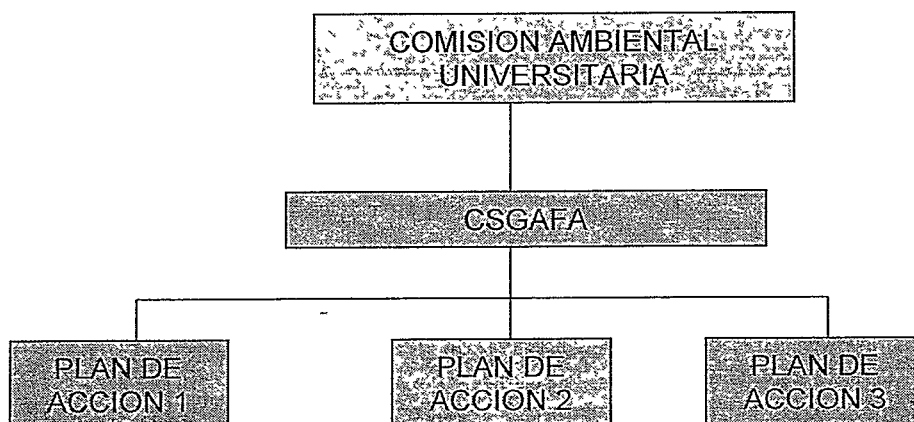 COMISION AMBIENTAL
UNIVERSITARIA
CSGAFA
PLAN DE
ACCION 1
PLAN DE
ACCION 2
PLAN DE
ACCION 3